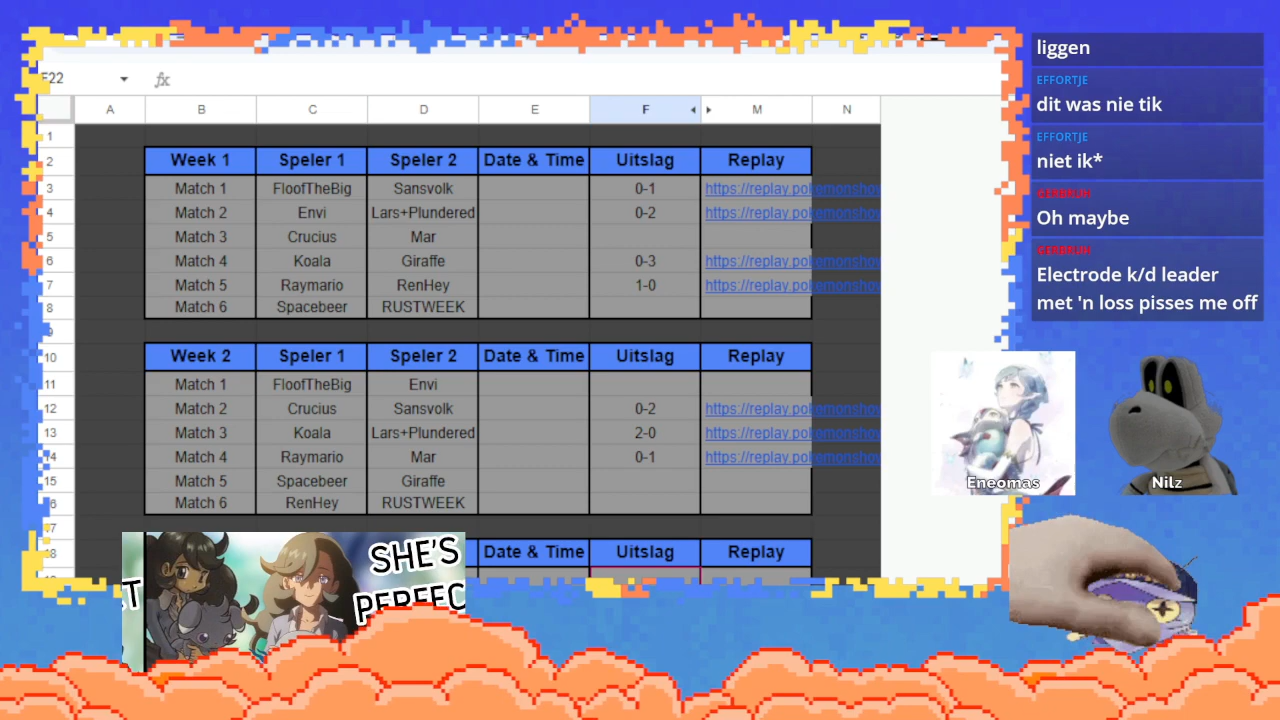 F22
fx
A B C D E F M N
1
2 Week 1 Speler 1 Speler 2 Date & Time Uitslag Replay
3 Match 1 FloofTheBig Sansvolk 0-1 https://replay.pokemonshow
4 Match 2 Envi Lars+Plundered 0-2 https://replay.pokemonshow
5 Match 3 Crucius Mar
6 Match 4 Koala Giraffe 0-3 https://replay.pokemonshow
7 Match 5 Raymario RenHey 1-0 https://replay.pokemonshow
8 Match 6 Spacebeer RUSTWEEK
9
10 Week 2 Speler 1 Speler 2 Date & Time Uitslag Replay
11 Match 1 FloofTheBig Envi
12 Match 2 Crucius Sansvolk 0-2 https://replay.pokemonshow
13 Match 3 Koala Lars+Plundered 2-0 https://replay.pokemonshow
14 Match 4 Raymario Mar 0-1 https://replay.pokemonshow
15 Match 5 Spacebeer Giraffe
16 Match 6 RenHey RUSTWEEK
17
18 Date & Time Uitslag Replay
liggen
EFFORTJE
dit was nie tik
EFFORTJE
niet ik*
Oh maybe
Electrode k/d leader
met 'n loss pisses me off
Eneomas
Nilz
SHE'S
PERFEC
T